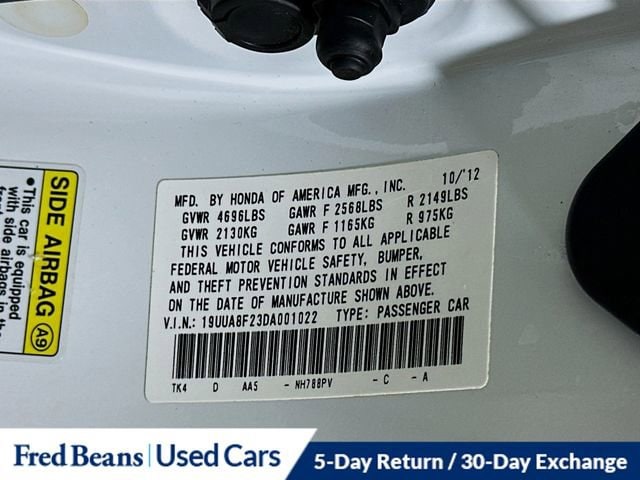 MFD. BY HONDA OF AMERICA MFG., INC. 10/'12
GVWR 4696LBS GAWR F 2568LBS R 2149LBS
GVWR 2130KG GAWR F 1165KG R 975KG
THIS VEHICLE CONFORMS TO ALL APPLICABLE
FEDERAL MOTOR VEHICLE SAFETY, BUMPER,
AND THEFT PREVENTION STANDARDS IN EFFECT
ON THE DATE OF MANUFACTURE SHOWN ABOVE.
V.I.N.: 19UUA8F23DA001022 TYPE: PASSENGER CAR
TK4 D AA5 - NH788PV - C - A
SIDE AIRBAG A9
•This car is equipped
with side airbags in the
Fred Beans | Used Cars
5-Day Return / 30-Day Exchange